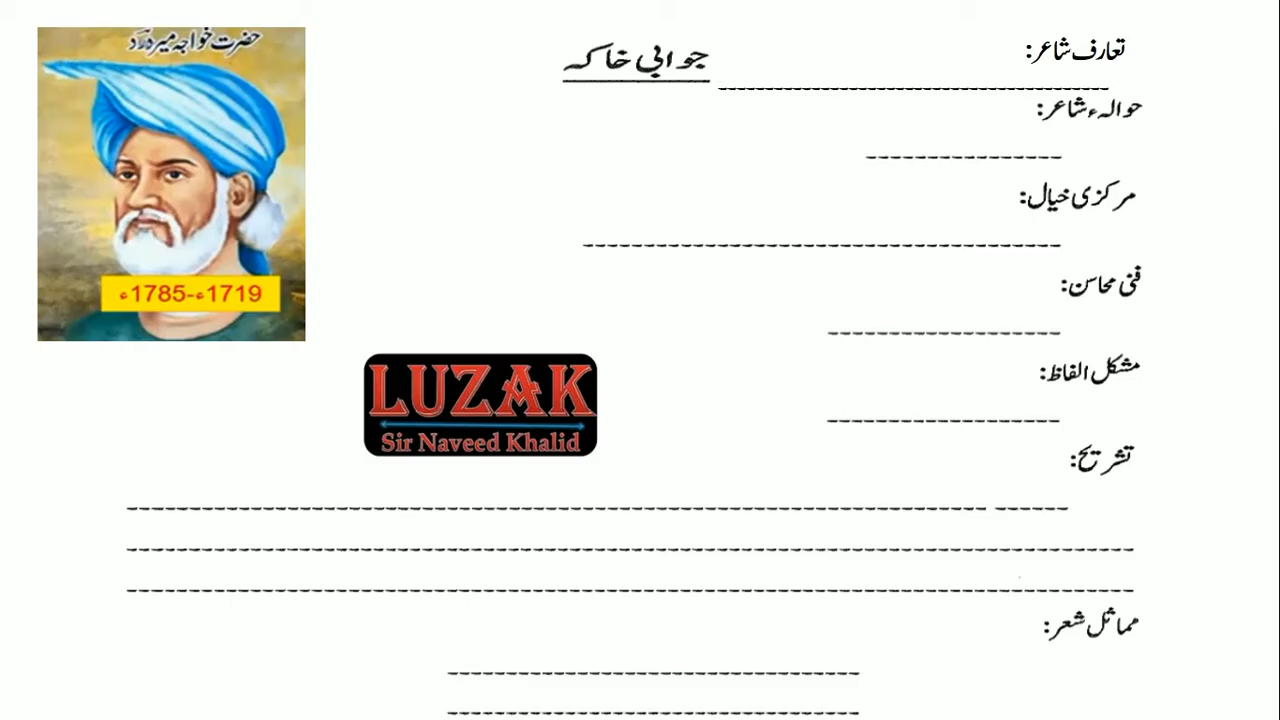 حضرت خواجہ میر درد
1719ء-1785ء
جوابی خاکہ
تعارف شاعر:
حوالہء شاعر:
مرکزی خیال:
فنی محاسن:
مشکل الفاظ:
LUZAK
Sir Naveed Khalid
تشریح:
مماثل شعر: